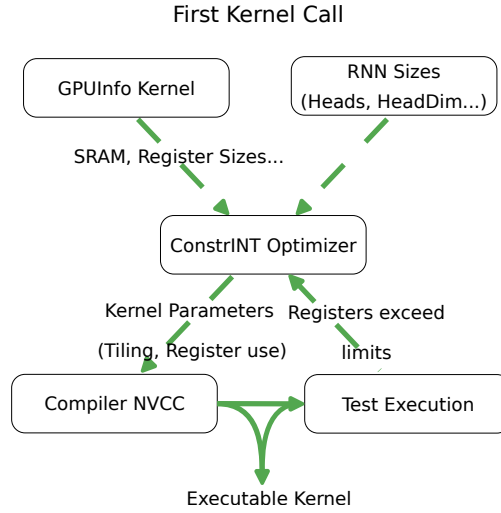 First Kernel Call
GPUInfo Kernel
RNN Sizes
(Heads, HeadDim...)
SRAM, Register Sizes...
ConstrINT Optimizer
Kernel Parameters
(Tiling, Register use)
Registers exceed
limits
Compiler NVCC
Test Execution
Executable Kernel